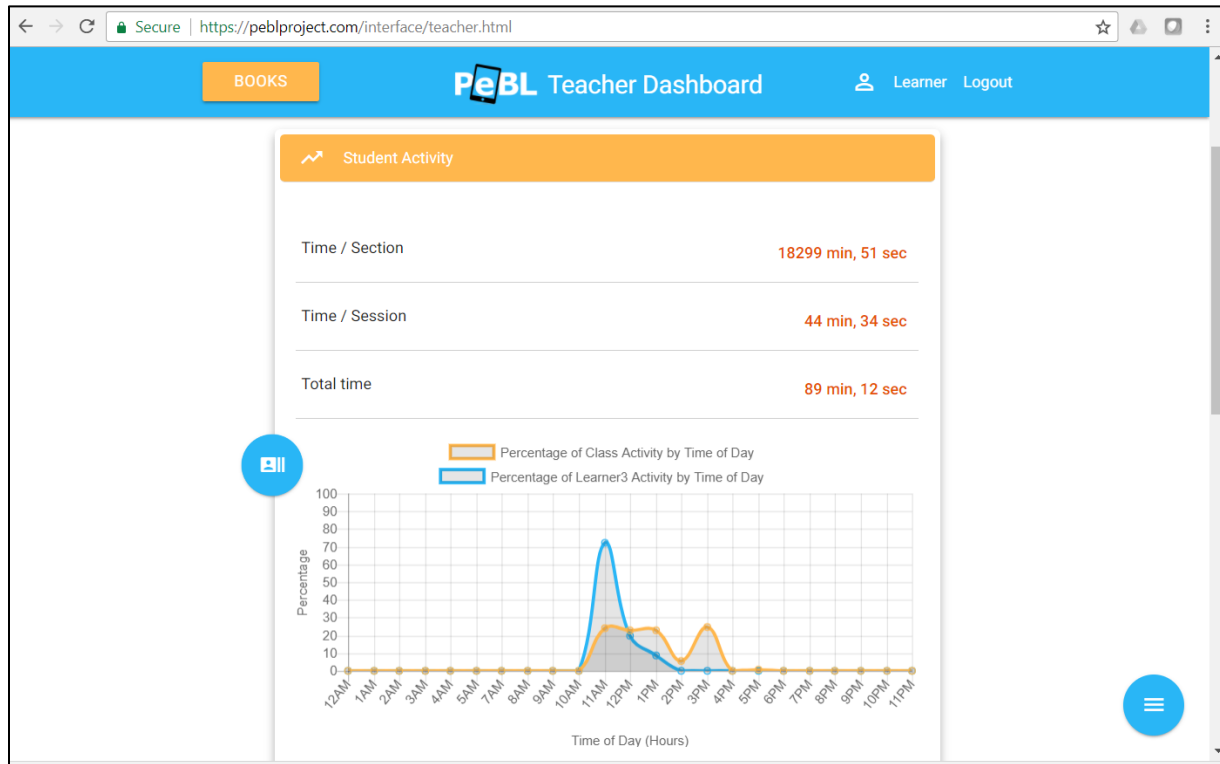 Secure | https://peblproject.com/interface/teacher.html
BOOKS PeBL Teacher Dashboard Learner Logout
Student Activity
Time / Section 18299 min, 51 sec
Time / Session 44 min, 34 sec
Total time 89 min, 12 sec
Percentage of Class Activity by Time of Day
Percentage of Learner3 Activity by Time of Day
100
90
80
70
60
50
40
30
20
10
0
Percentage
12AM 1AM 2AM 3AM 4AM 5AM 7AM 8AM 9AM 10AM 11AM 12PM 1PM 2PM 3PM 4PM 5PM 6PM 7PM 8PM 9PM 10PM 11PM
Time of Day (Hours)